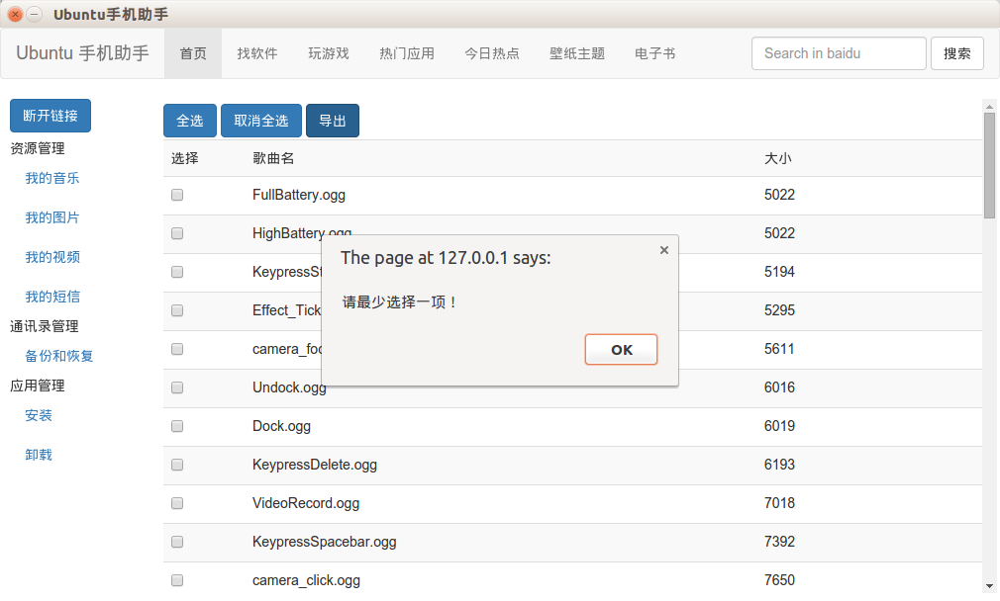 Ubuntu手机助手
Ubuntu 手机助手 首页 找软件 玩游戏 热门应用 今日热点 壁纸主题 电子书 Search in baidu 搜索
断开链接
资源管理
我的音乐
我的图片
我的视频
我的短信
通讯录管理
备份和恢复
应用管理
安装
卸载
全选 取消全选 导出
选择 歌曲名 大小
FullBattery.ogg 5022
HighBattery.ogg 5022
KeypressSt 5194
Effect_Tick 5295
camera_foc 5611
Undock.ogg 6016
Dock.ogg 6019
KeypressDelete.ogg 6193
VideoRecord.ogg 7018
KeypressSpacebar.ogg 7392
camera_click.ogg 7650
The page at 127.0.0.1 says:
请最少选择一项！
OK